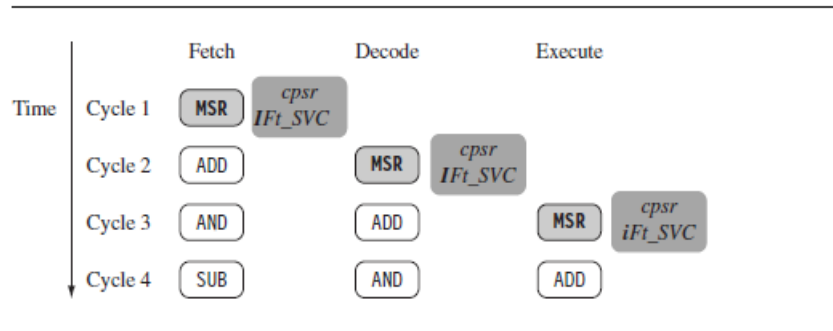 Fetch Decode Execute
Time Cycle 1 MSR cpsr IFt_SVC
Cycle 2 ADD MSR cpsr IFt_SVC
Cycle 3 AND ADD MSR cpsr iFt_SVC
Cycle 4 SUB AND ADD